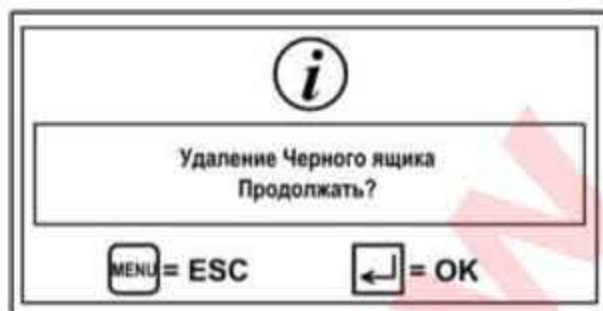 i
Удаление Черного ящика
Продолжать?
MENU = ESC
= OK